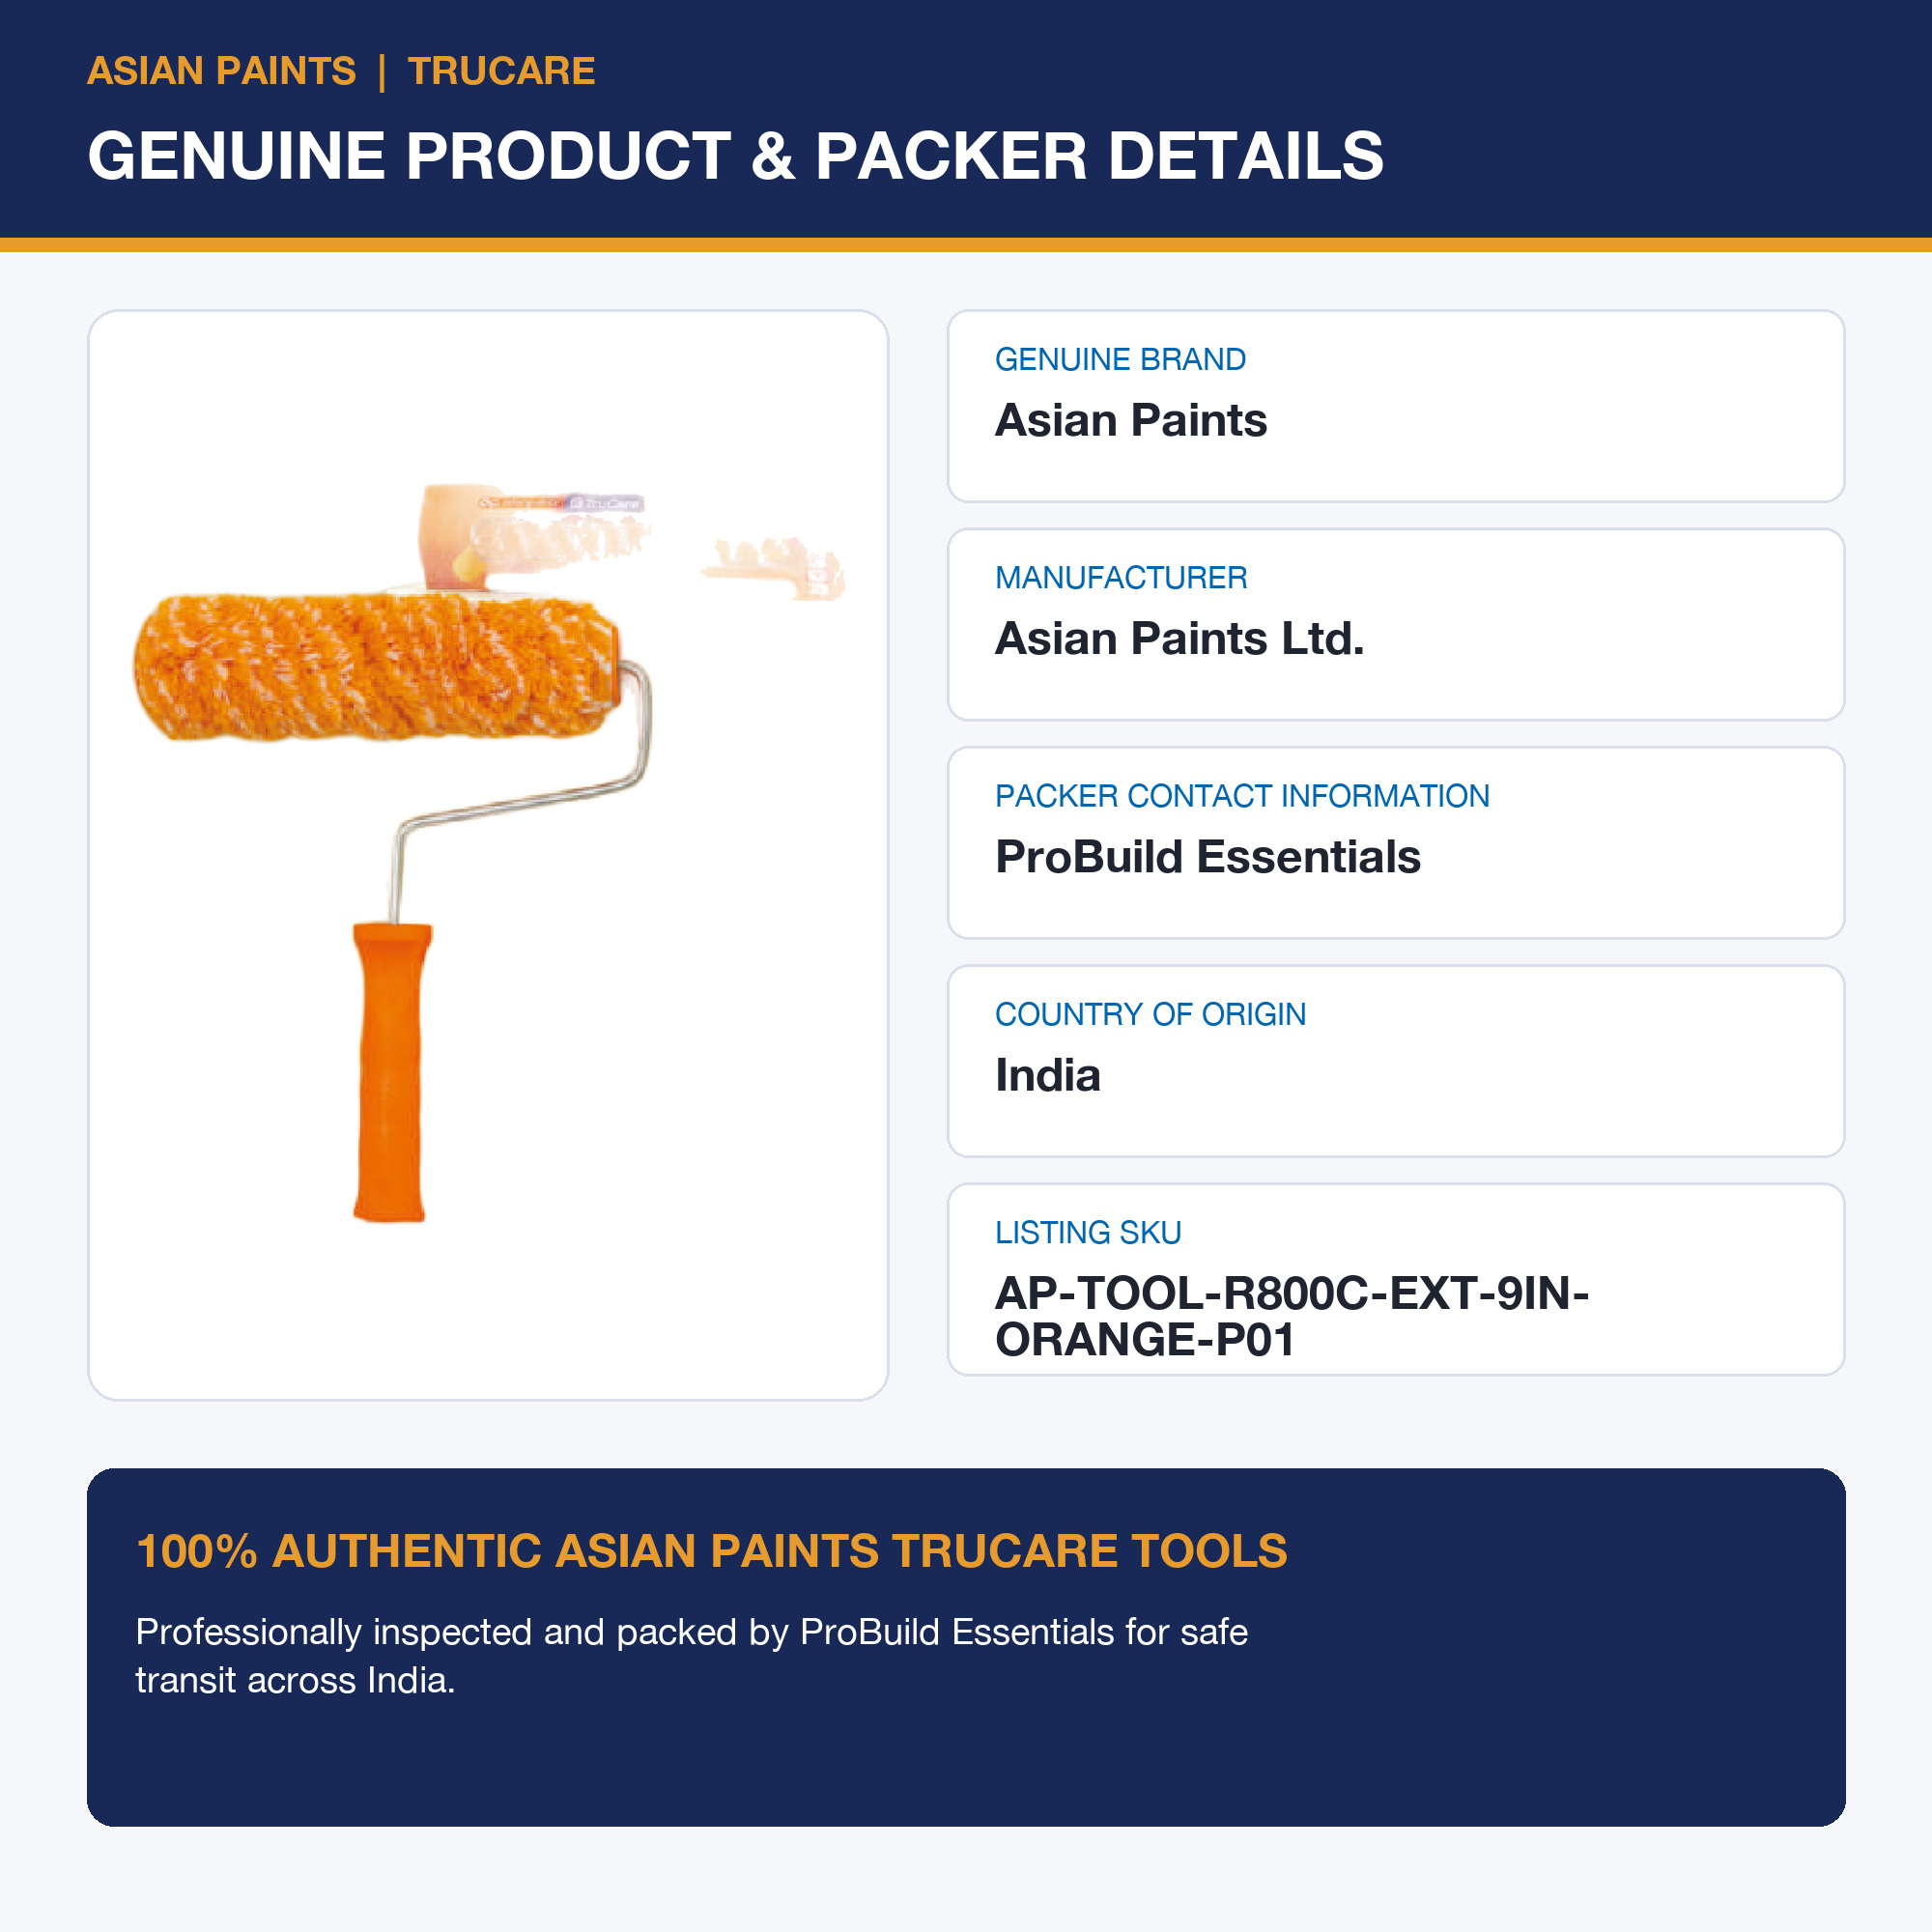 ASIAN PAINTS | TRUCARE
GENUINE PRODUCT & PACKER DETAILS
TruCare
GENUINE BRAND
Asian Paints
MANUFACTURER
Asian Paints Ltd.
PACKER CONTACT INFORMATION
ProBuild Essentials
COUNTRY OF ORIGIN
India
LISTING SKU
AP-TOOL-R800C-EXT-9IN-
ORANGE-P01
100% AUTHENTIC ASIAN PAINTS TRUCARE TOOLS
Professionally inspected and packed by ProBuild Essentials for safe
transit across India.